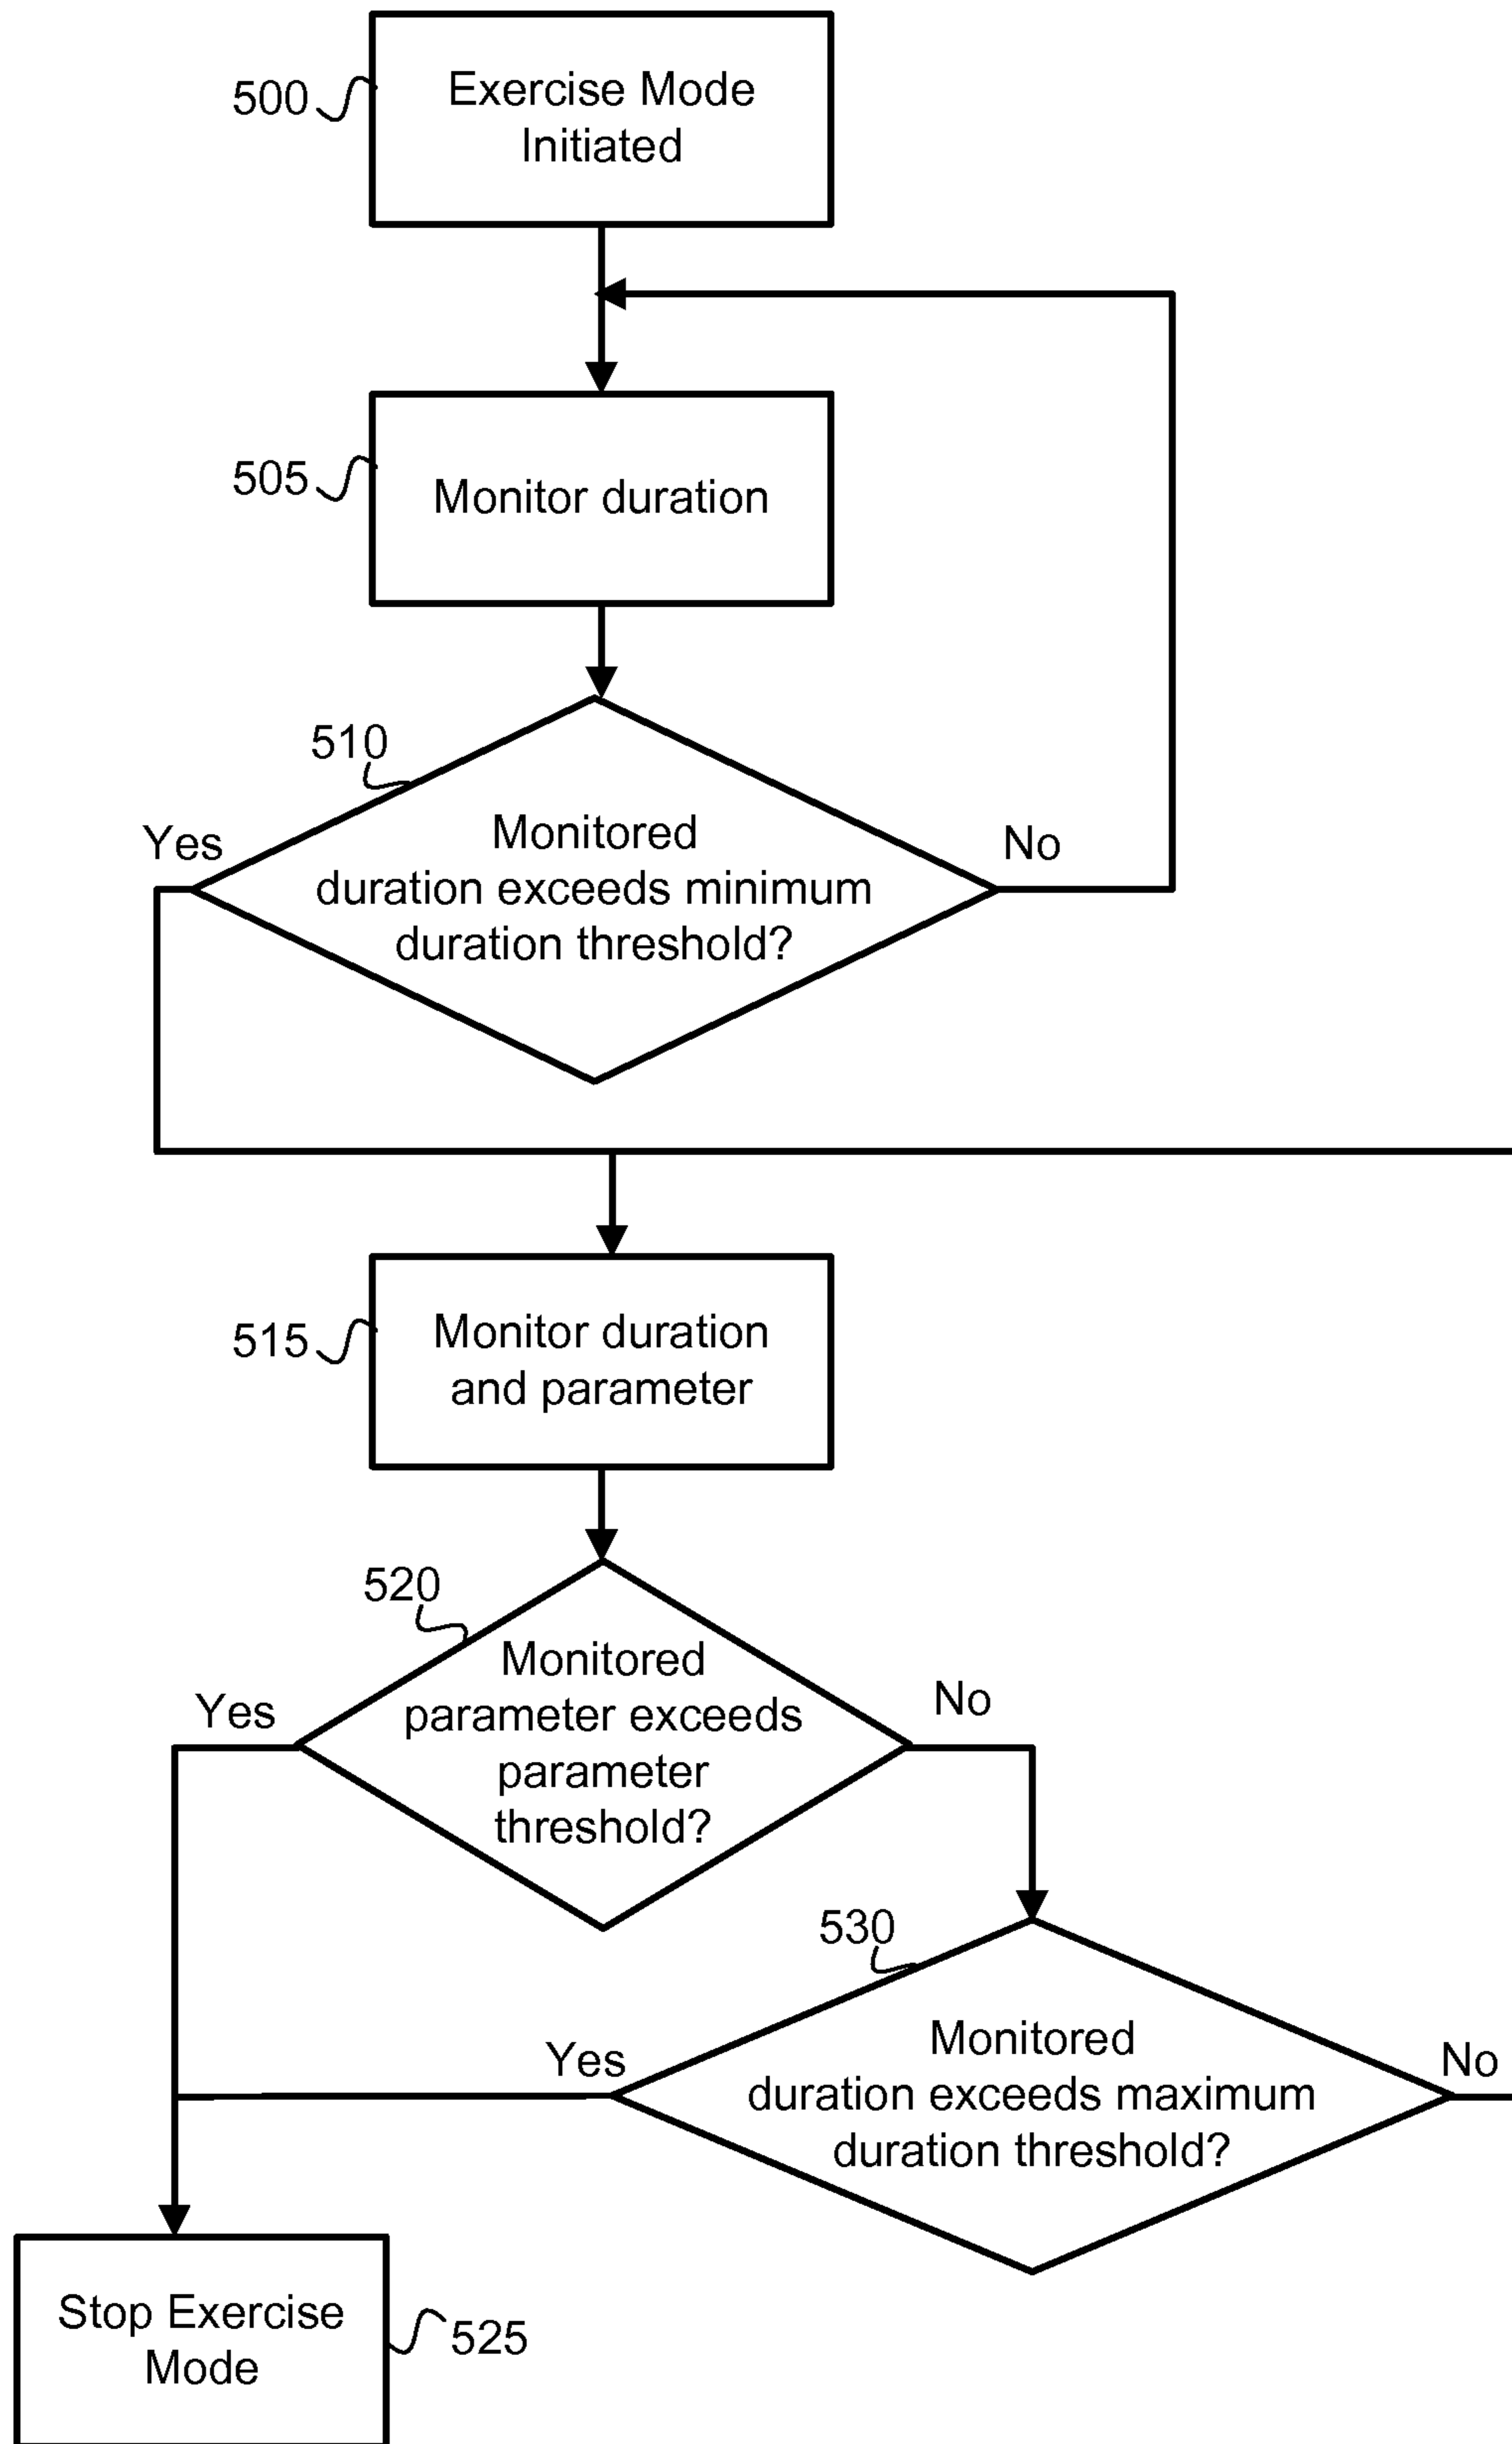 500
Exercise Mode
Initiated
505
Monitor duration
510
Yes
Monitored
duration exceeds minimum
duration threshold?
No
515
Monitor duration
and parameter
520
Yes
Monitored
parameter exceeds
parameter
threshold?
No
530
Yes
Monitored
duration exceeds maximum
duration threshold?
No
Stop Exercise
Mode
525